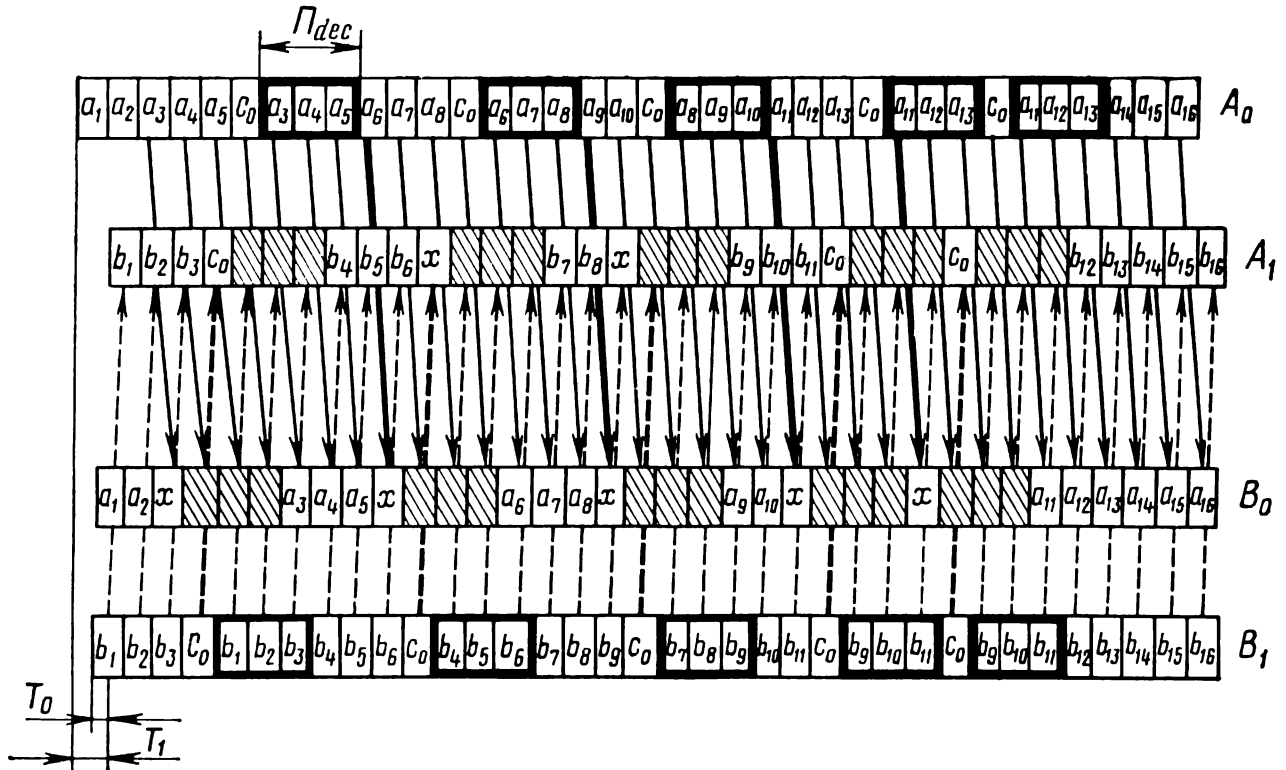 Πdec
a₁ a₂ a₃ a₄ a₅ c₀ a₃ a₄ a₅ a₆ a₇ a₈ c₀ a₆ a₇ a₈ a₉ a₁₀ c₀ a₈ a₉ a₁₀ a₁₁ a₁₂ a₁₃ c₀ a₁₁ a₁₂ a₁₃ c₀ a₁₁ a₁₂ a₁₃ a₁₄ a₁₅ a₁₆ A₀
b₁ b₂ b₃ c₀ b₄ b₅ b₆ x b₇ b₈ x b₉ b₁₀ b₁₁ c₀ c₀ b₁₂ b₁₃ b₁₄ b₁₅ b₁₆ A₁
a₁ a₂ x a₃ a₄ a₅ x a₆ a₇ a₈ x a₉ a₁₀ x x a₁₁ a₁₂ a₁₃ a₁₄ a₁₅ a₁₆ B₀
b₁ b₂ b₃ c₀ b₁ b₂ b₃ b₄ b₅ b₆ c₀ b₄ b₅ b₆ b₇ b₈ b₉ c₀ b₇ b₈ b₉ b₁₀ b₁₁ c₀ b₉ b₁₀ b₁₁ c₀ b₉ b₁₀ b₁₁ b₁₂ b₁₃ b₁₄ b₁₅ b₁₆ B₁
T₀
T₁